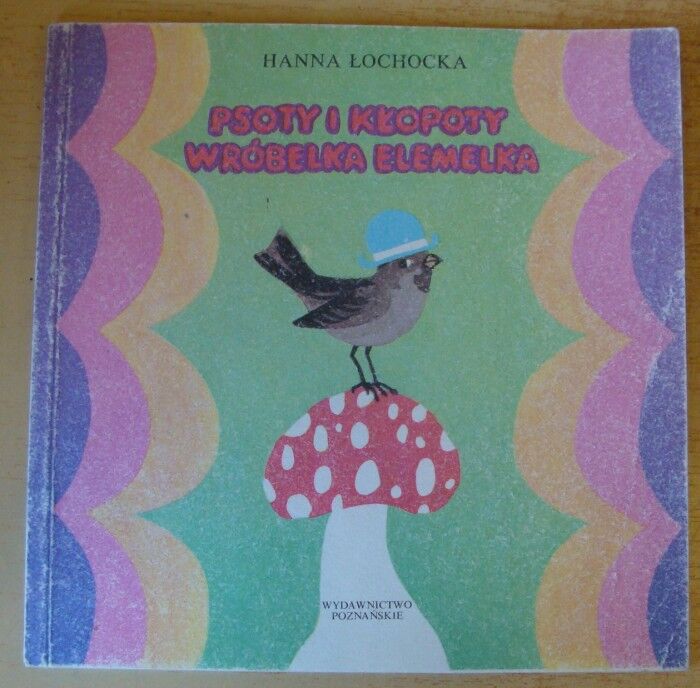 HANNA ŁOCHOCKA
PSOTY I KŁOPOTY
WRÓBELKA ELEMELKA
WYDAWNICTWO
POZNAŃSKIE